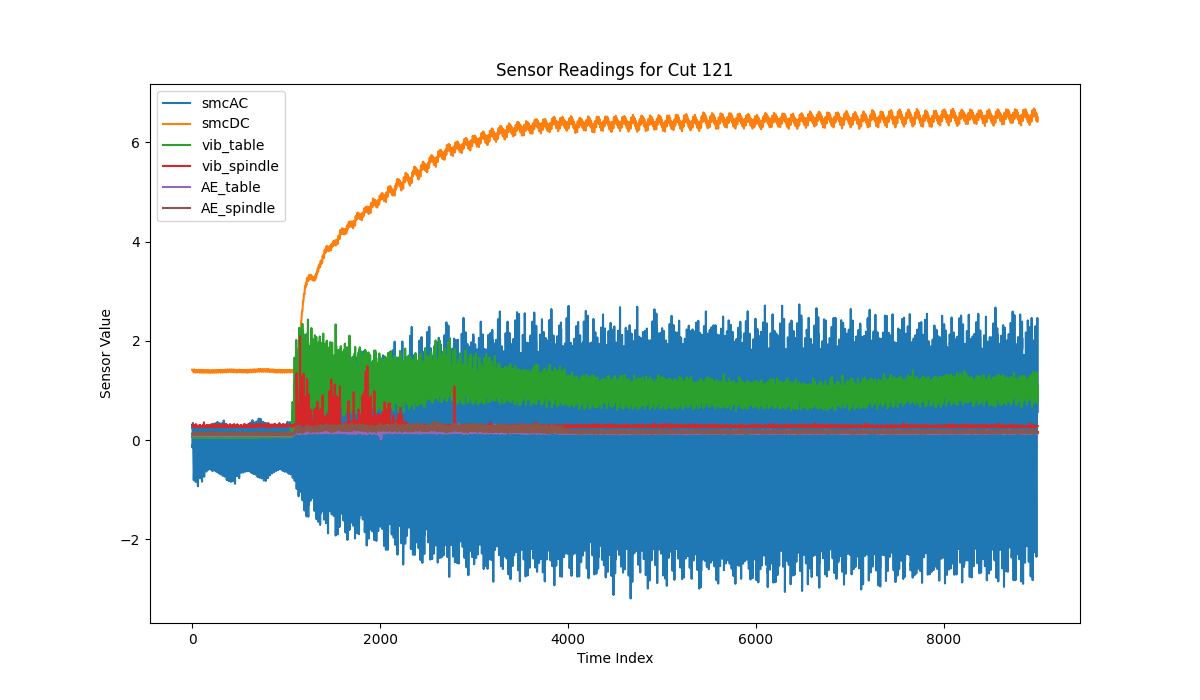 Sensor Readings for Cut 121
smcAC
smcDC
vib_table
vib_spindle
AE_table
AE_spindle
Sensor Value
6
4
2
0
−2
0 2000 4000 6000 8000
Time Index